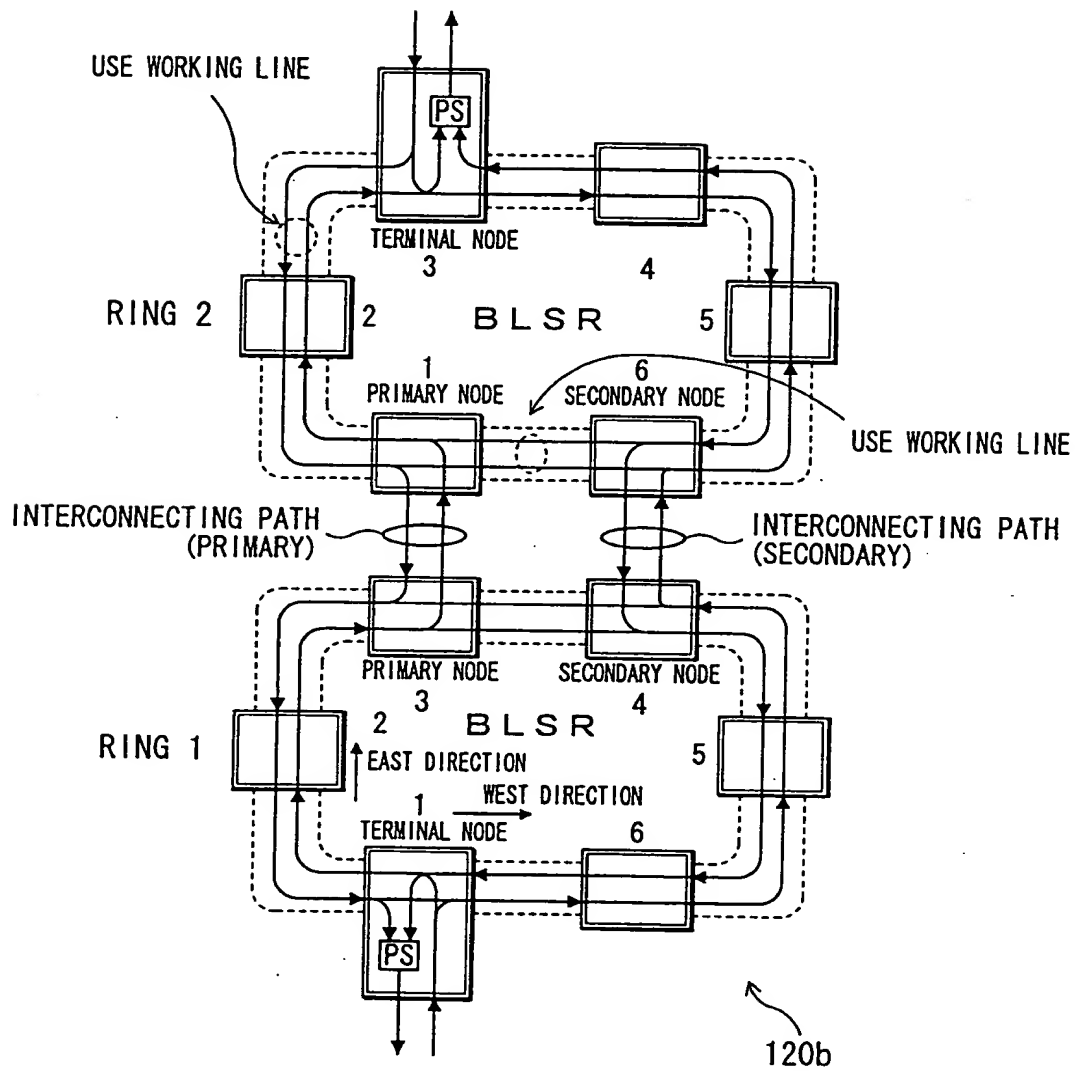 USE WORKING LINE
PS
TERMINAL NODE
3
4
RING 2
2
BLSR
5
1
PRIMARY NODE
6
SECONDARY NODE
USE WORKING LINE
INTERCONNECTING PATH
(PRIMARY)
INTERCONNECTING PATH
(SECONDARY)
PRIMARY NODE
3
SECONDARY NODE
4
RING 1
2
BLSR
5
EAST DIRECTION
WEST DIRECTION
1
TERMINAL NODE
6
PS
120b